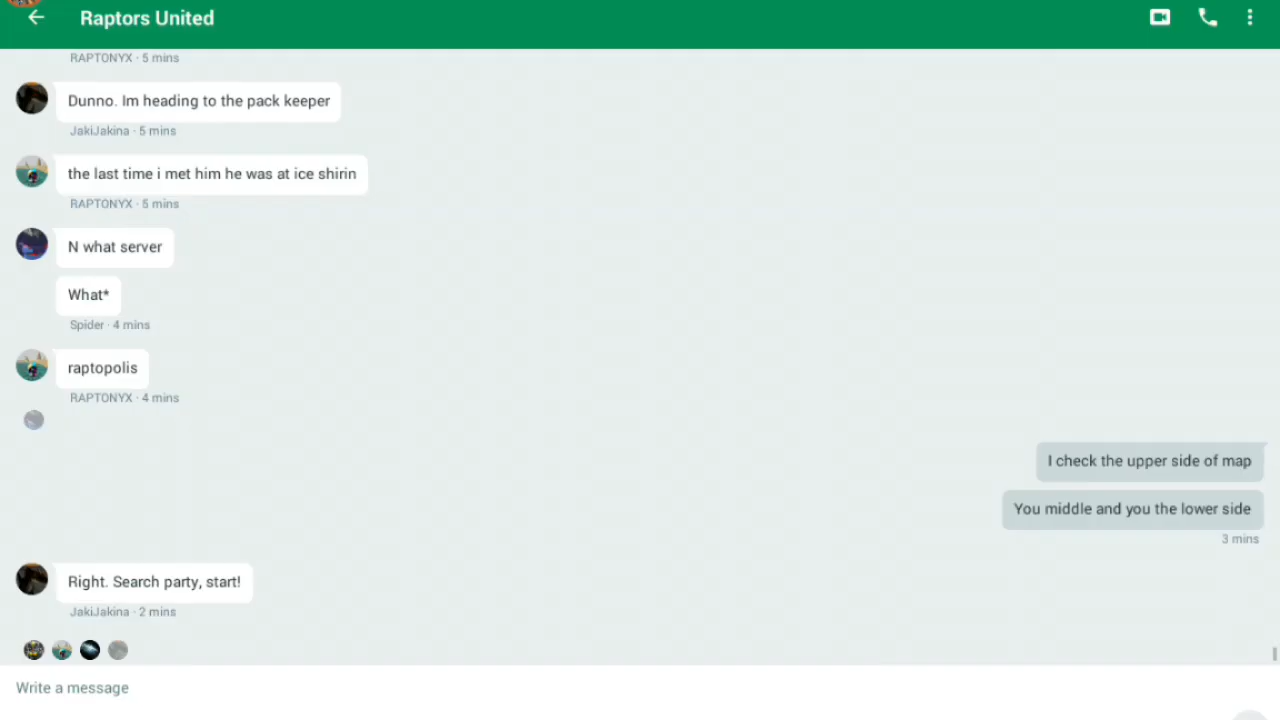 Raptors United
RAPTONYX · 5 mins
Dunno. Im heading to the pack keeper
JakiJakina · 5 mins
the last time i met him he was at ice shirin
RAPTONYX · 5 mins
N what server
What*
Spider · 4 mins
raptopolis
RAPTONYX · 4 mins
I check the upper side of map
You middle and you the lower side
3 mins
Right. Search party, start!
JakiJakina · 2 mins
Write a message